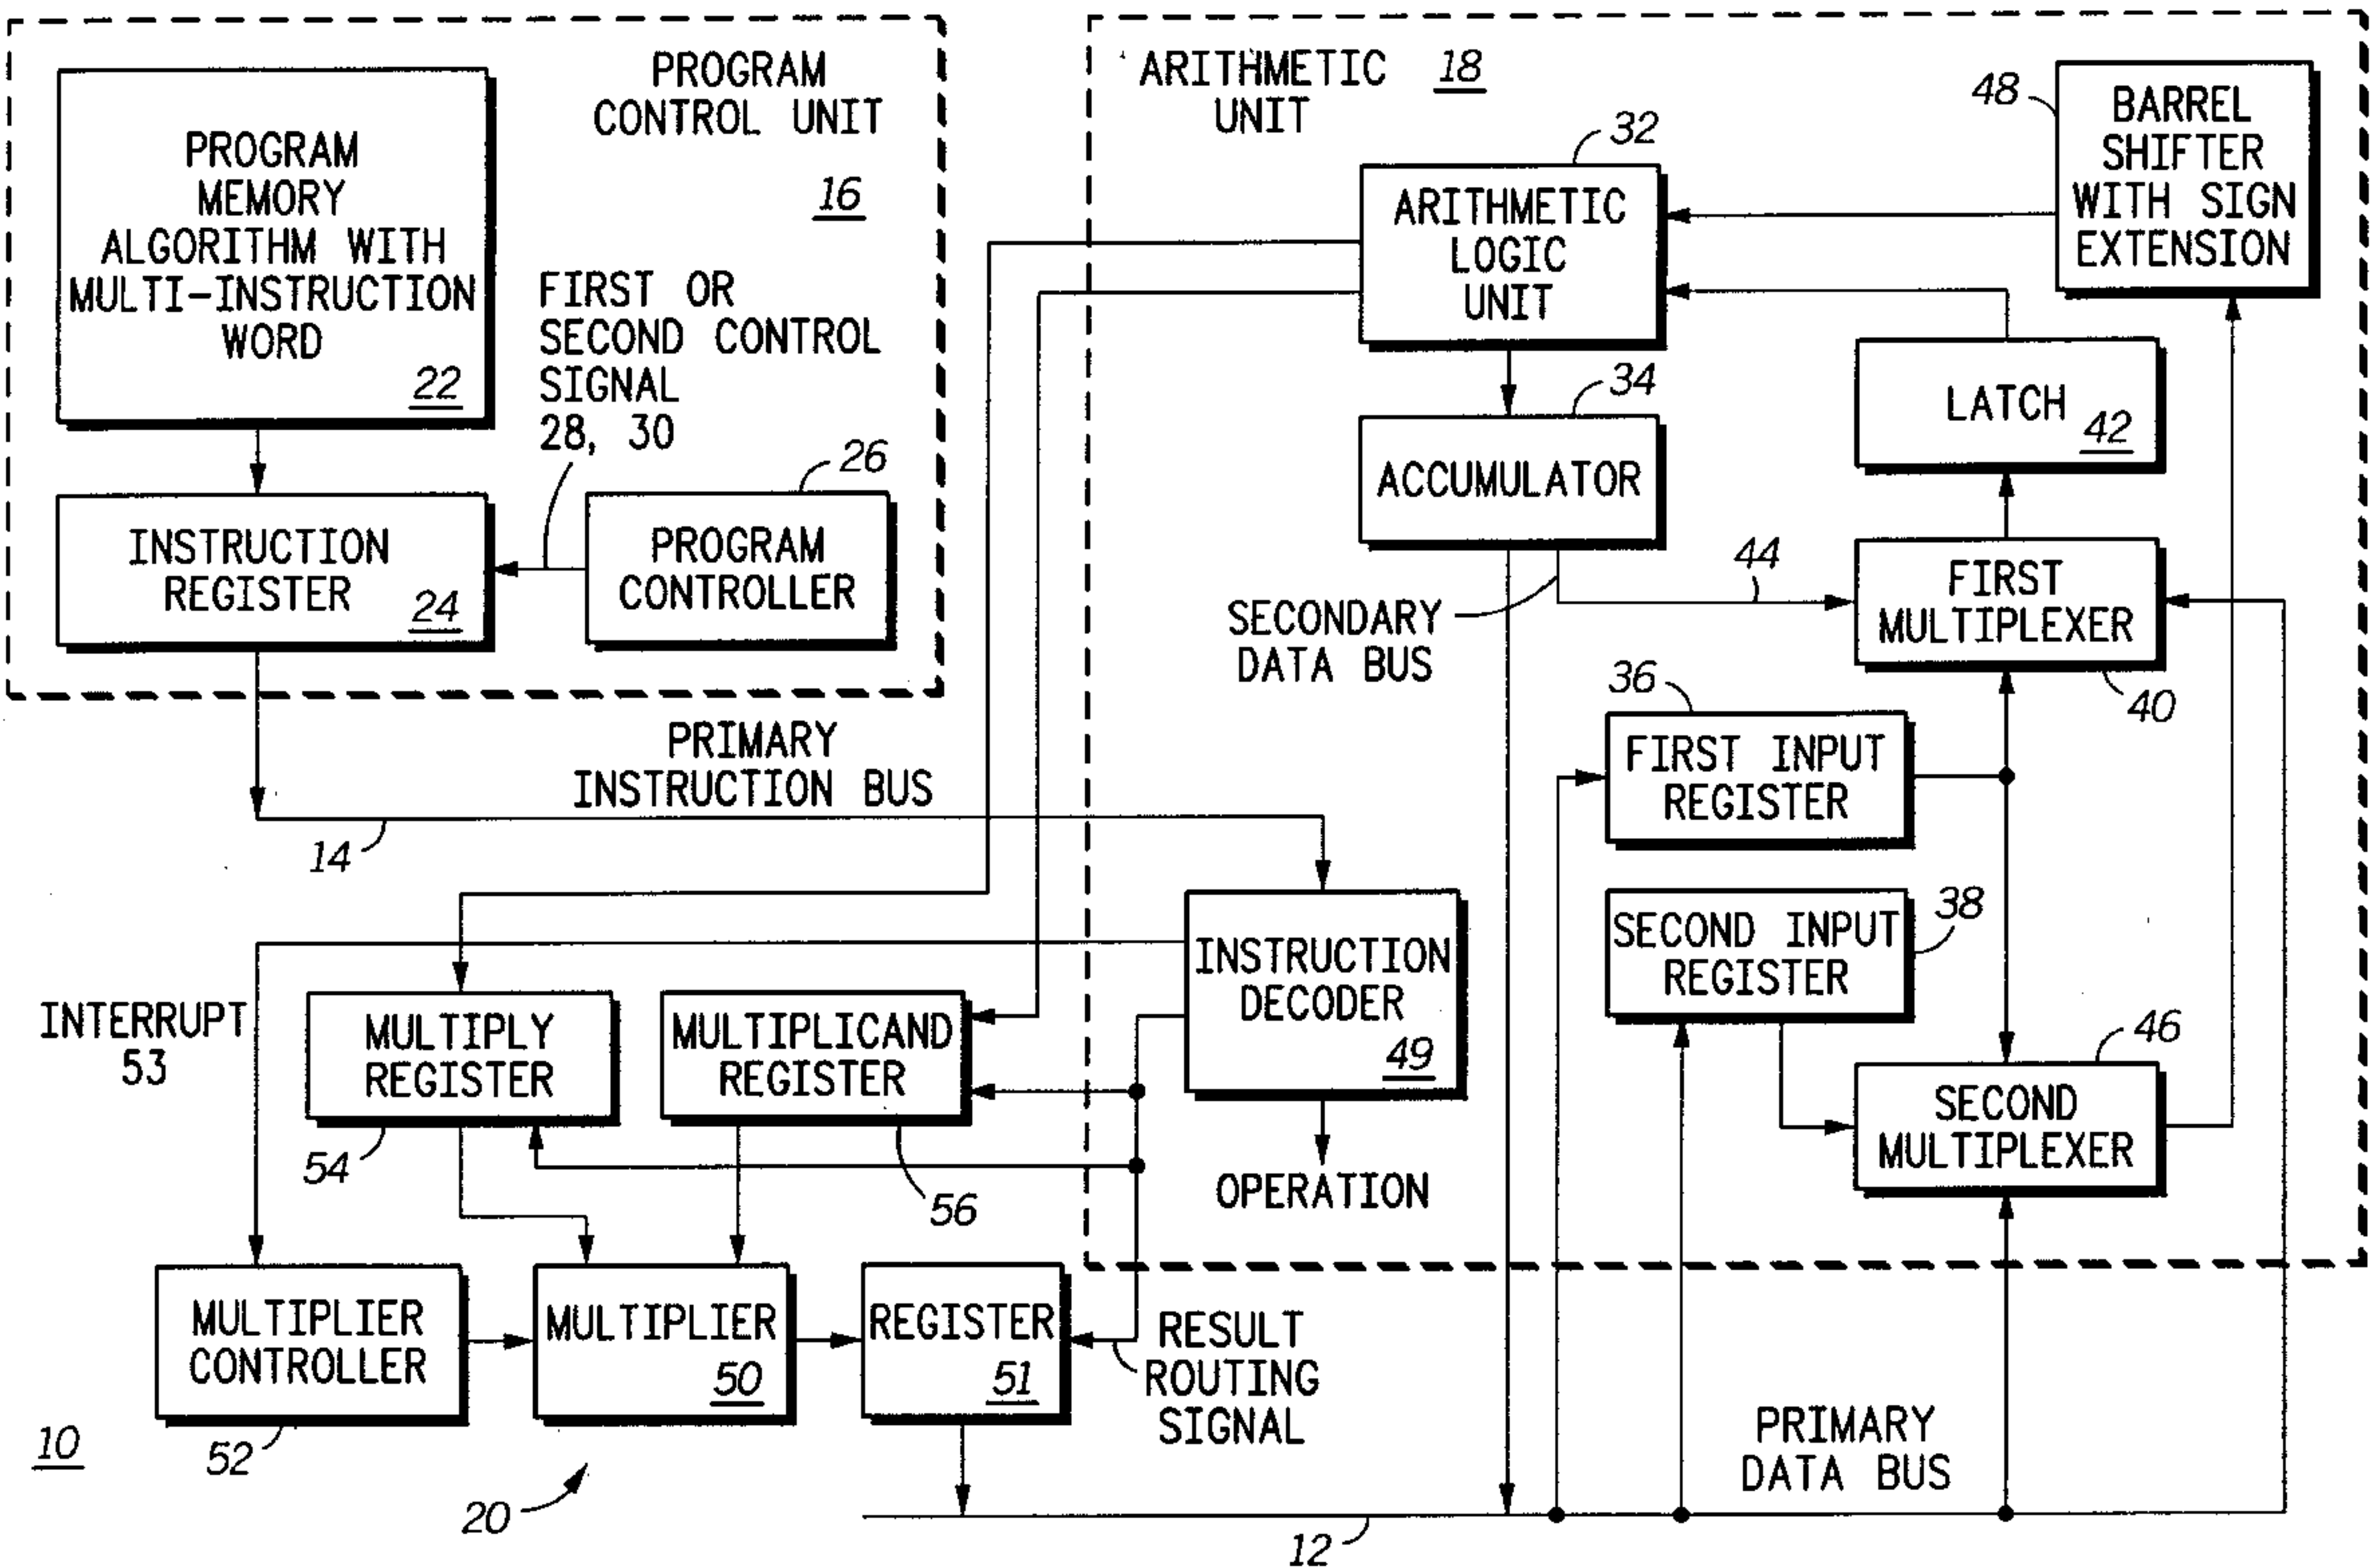 PROGRAM
CONTROL UNIT
16
PROGRAM
MEMORY
ALGORITHM WITH
MULTI-INSTRUCTION
WORD
22
FIRST OR
SECOND CONTROL
SIGNAL
28, 30
26
INSTRUCTION
REGISTER
24
PROGRAM
CONTROLLER
ARITHMETIC
UNIT
18
32
ARITHMETIC
LOGIC
UNIT
48
BARREL
SHIFTER
WITH SIGN
EXTENSION
34
ACCUMULATOR
LATCH
42
SECONDARY
DATA BUS
44
FIRST
MULTIPLEXER
40
36
FIRST INPUT
REGISTER
PRIMARY
INSTRUCTION BUS
14
SECOND INPUT
REGISTER
38
INSTRUCTION
DECODER
49
OPERATION
46
SECOND
MULTIPLEXER
INTERRUPT
53
MULTIPLY
REGISTER
54
MULTIPLICAND
REGISTER
56
MULTIPLIER
CONTROLLER
52
MULTIPLIER
50
REGISTER
51
RESULT
ROUTING
SIGNAL
PRIMARY
DATA BUS
10
20
12